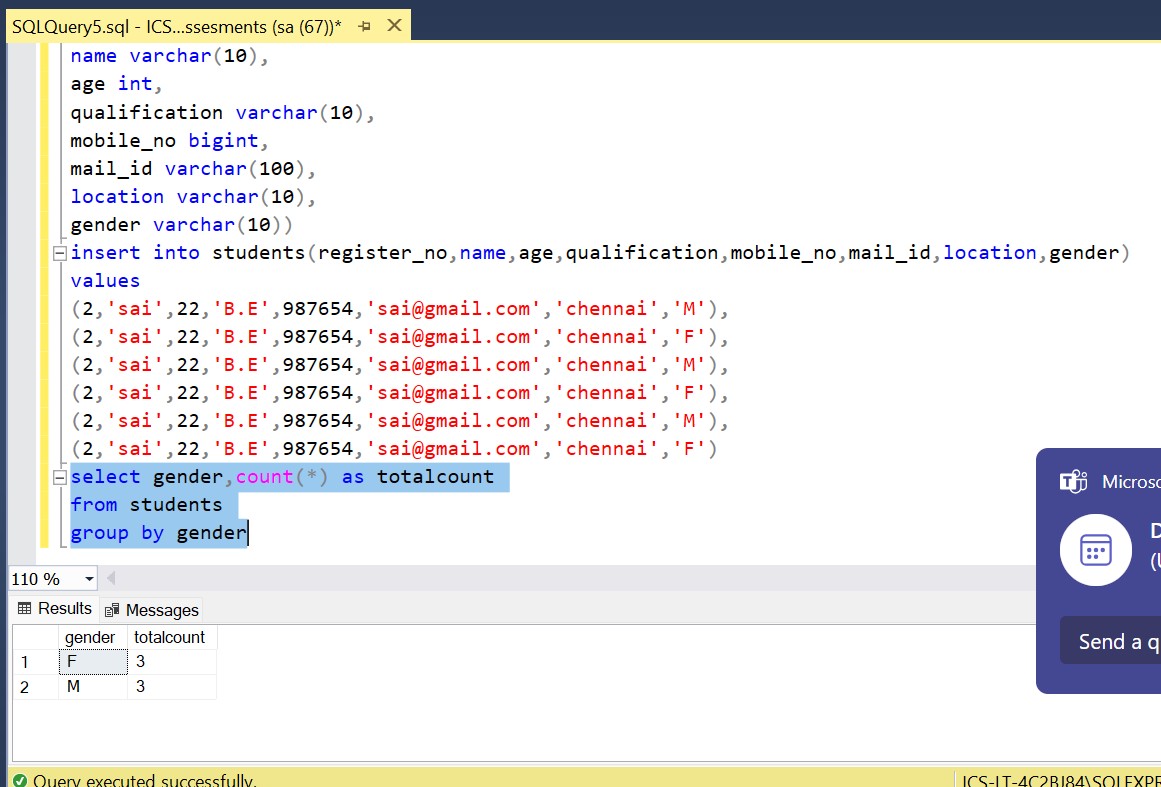 SQLQuery5.sql - ICS...ssesments (sa (67))*
name varchar(10),
age int,
qualification varchar(10),
mobile_no bigint,
mail_id varchar(100),
location varchar(10),
gender varchar(10))
insert into students(register_no,name,age,qualification,mobile_no,mail_id,location,gender)
values
(2,'sai',22,'B.E',987654,'sai@gmail.com','chennai','M'),
(2,'sai',22,'B.E',987654,'sai@gmail.com','chennai','F'),
(2,'sai',22,'B.E',987654,'sai@gmail.com','chennai','M'),
(2,'sai',22,'B.E',987654,'sai@gmail.com','chennai','F'),
(2,'sai',22,'B.E',987654,'sai@gmail.com','chennai','M'),
(2,'sai',22,'B.E',987654,'sai@gmail.com','chennai','F')
select gender,count(*) as totalcount
from students
group by gender
Microso
D
(U
Send a q
110 %
Results Messages
gender totalcount
1 F 3
2 M 3
Query executed successfully. ICS-LT-4C2BJ84\SQLEXPR